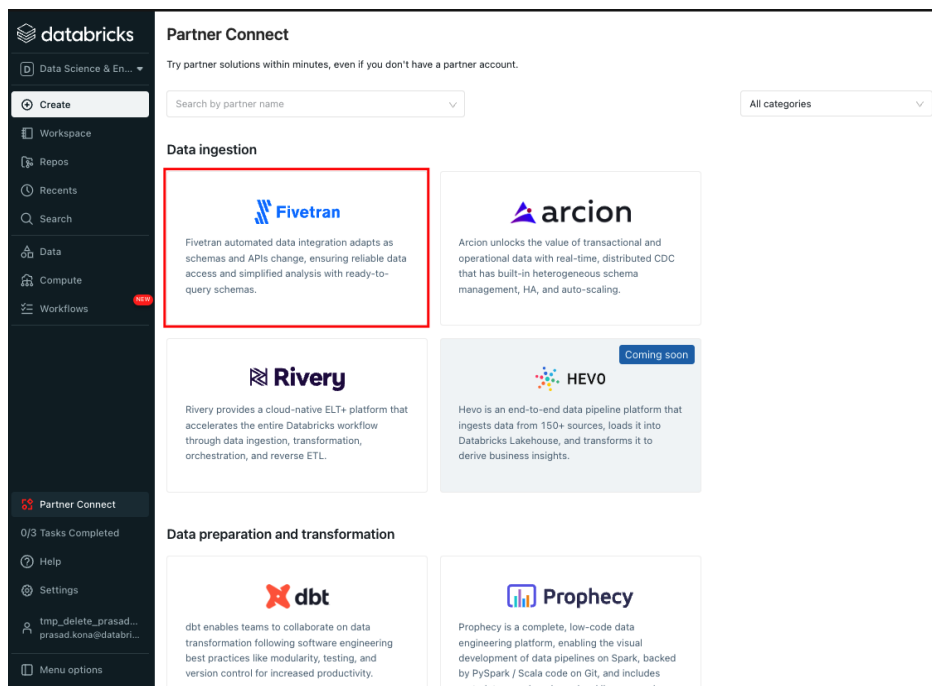 databricks
D Data Science & En...
Create
Workspace
Repos
Recents
Search
Data
Compute
NEW
Workflows
Partner Connect
0/3 Tasks Completed
Help
Settings
tmp_delete_prasad...
prasad.kona@databri...
Menu options
Partner Connect
Try partner solutions within minutes, even if you don't have a partner account.
Search by partner name
All categories
Data ingestion
Fivetran
Fivetran automated data integration adapts as
schemas and APIs change, ensuring reliable data
access and simplified analysis with ready-to-
query schemas.
arcion
Arcion unlocks the value of transactional and
operational data with real-time, distributed CDC
that has built-in heterogeneous schema
management, HA, and auto-scaling.
Rivery
Rivery provides a cloud-native ELT+ platform that
accelerates the entire Databricks workflow
through data ingestion, transformation,
orchestration, and reverse ETL.
Coming soon
HEVO
Hevo is an end-to-end data pipeline platform that
ingests data from 150+ sources, loads it into
Databricks Lakehouse, and transforms it to
derive business insights.
Data preparation and transformation
dbt
dbt enables teams to collaborate on data
transformation following software engineering
best practices like modularity, testing, and
version control for increased productivity.
Prophecy
Prophecy is a complete, low-code data
engineering platform, enabling the visual
development of data pipelines on Spark, backed
by PySpark / Scala code on Git, and includes